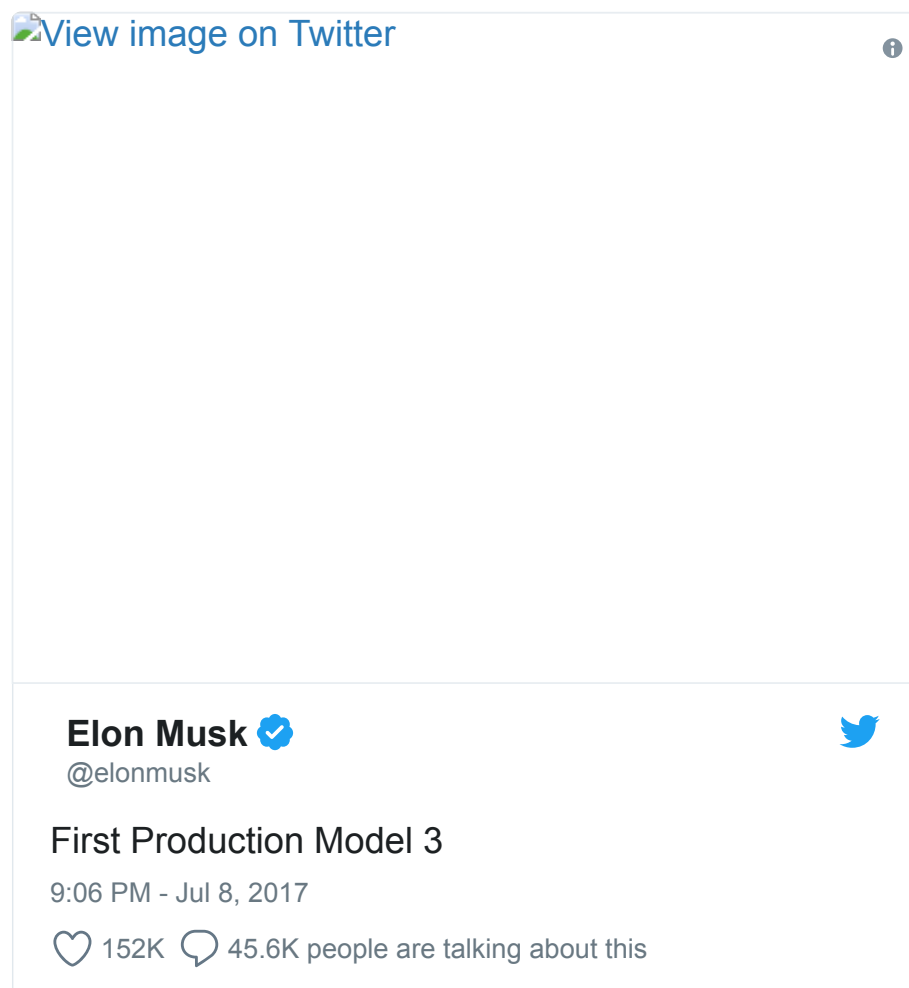 View image on Twitter
Elon Musk
@elonmusk
First Production Model 3
9:06 PM - Jul 8, 2017
152K 45.6K people are talking about this